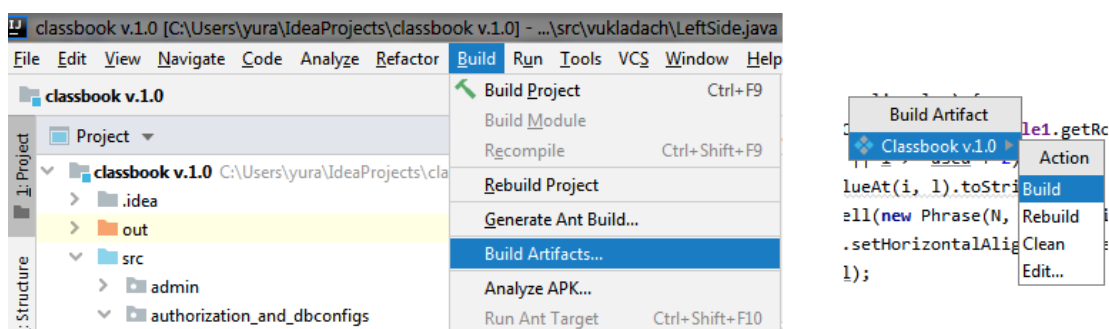 classbook v.1.0 [C:\Users\yura\IdeaProjects\classbook v.1.0] - ...\src\vukladach\LeftSide.java
File Edit View Navigate Code Analyze Refactor Build Run Tools VCS Window Help
classbook v.1.0
1: Project
Structure
Project
classbook v.1.0 C:\Users\yura\IdeaProjects\cla
.idea
out
src
admin
authorization_and_dbconfigs
Build Project Ctrl+F9
Build Module
Recompile Ctrl+Shift+F9
Rebuild Project
Generate Ant Build...
Build Artifacts...
Analyze APK...
Run Ant Target Ctrl+Shift+F10
Build Artifact
Classbook v.1.0
Action
Build
Rebuild
Clean
Edit...
le1.getRo
lueAt(i, l).toStri
ell(new Phrase(N,
.setHorizontalAlig
l);